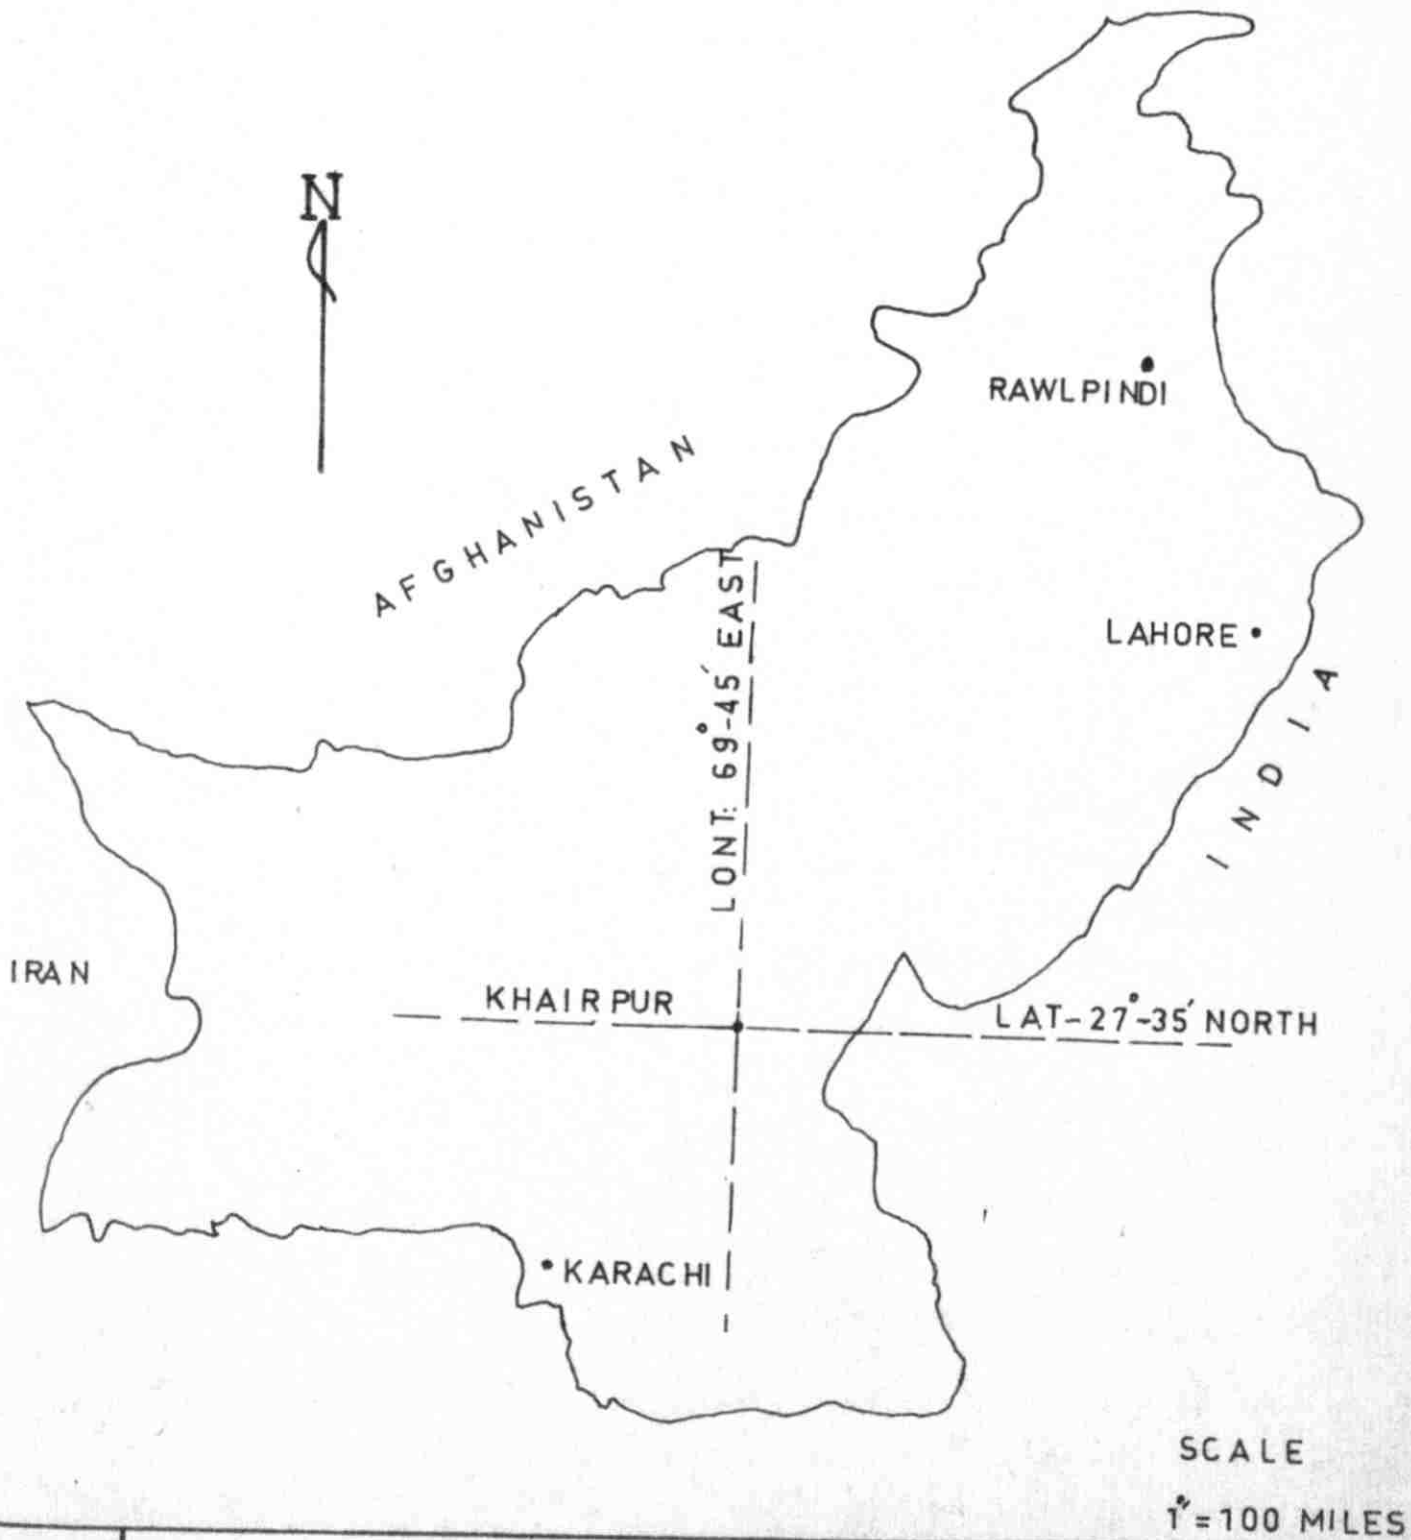 N
RAWLPINDI
AFGHANISTAN
LAHORE
LONT: 69°-45' EAST
INDIA
IRAN
KHAIRPUR
LAT-27°-35' NORTH
KARACHI
SCALE
1"=100 MILES